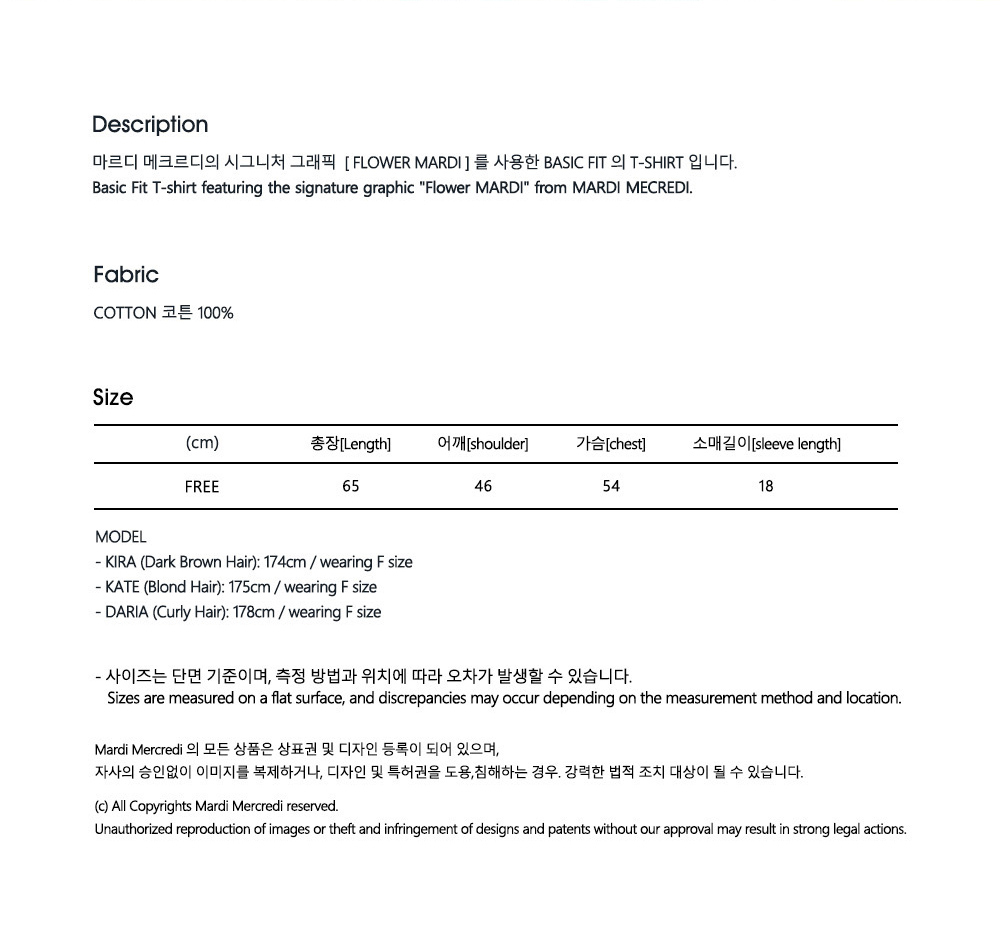 Description
마르디 메크르디의 시그니처 그래픽 [ FLOWER MARDI ] 를 사용한 BASIC FIT 의 T-SHIRT 입니다.
Basic Fit T-shirt featuring the signature graphic "Flower MARDI" from MARDI MECREDI.
Fabric
COTTON 코튼 100%
Size
(cm) 총장[Length] 어깨[shoulder] 가슴[chest] 소매길이[sleeve length]
FREE 65 46 54 18
MODEL
- KIRA (Dark Brown Hair): 174cm / wearing F size
- KATE (Blond Hair): 175cm / wearing F size
- DARIA (Curly Hair): 178cm / wearing F size
- 사이즈는 단면 기준이며, 측정 방법과 위치에 따라 오차가 발생할 수 있습니다.
Sizes are measured on a flat surface, and discrepancies may occur depending on the measurement method and location.
Mardi Mercredi 의 모든 상품은 상표권 및 디자인 등록이 되어 있으며,
자사의 승인없이 이미지를 복제하거나, 디자인 및 특허권을 도용,침해하는 경우. 강력한 법적 조치 대상이 될 수 있습니다.
(c) All Copyrights Mardi Mercredi reserved.
Unauthorized reproduction of images or theft and infringement of designs and patents without our approval may result in strong legal actions.